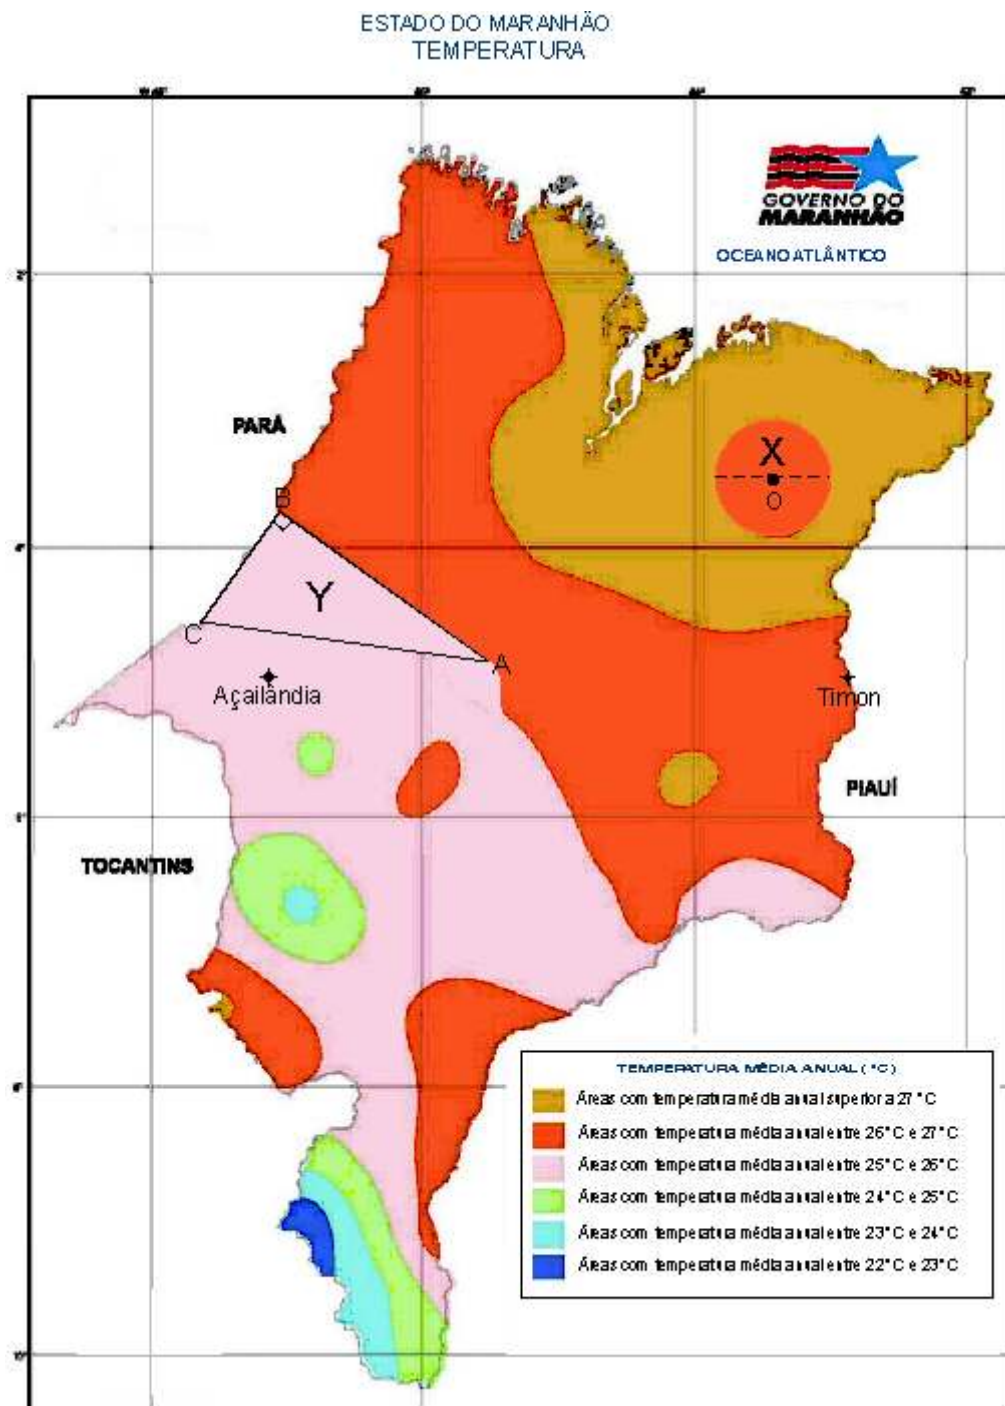 ESTADO DO MARANHÃO
TEMPERATURA
GOVERNO DO
MARANHÃO
OCEANO ATLÂNTICO
PARÁ
X
O
B
Y
C
A
Açailândia
Timon
PIAUÍ
TOCANTINS
TEMPERATURA MÉDIA ANUAL (°C)
Áreas com temperatura média anual superior a 27°C
Áreas com temperatura média anual entre 26°C e 27°C
Áreas com temperatura média anual entre 25°C e 26°C
Áreas com temperatura média anual entre 24°C e 25°C
Áreas com temperatura média anual entre 23°C e 24°C
Áreas com temperatura média anual entre 22°C e 23°C